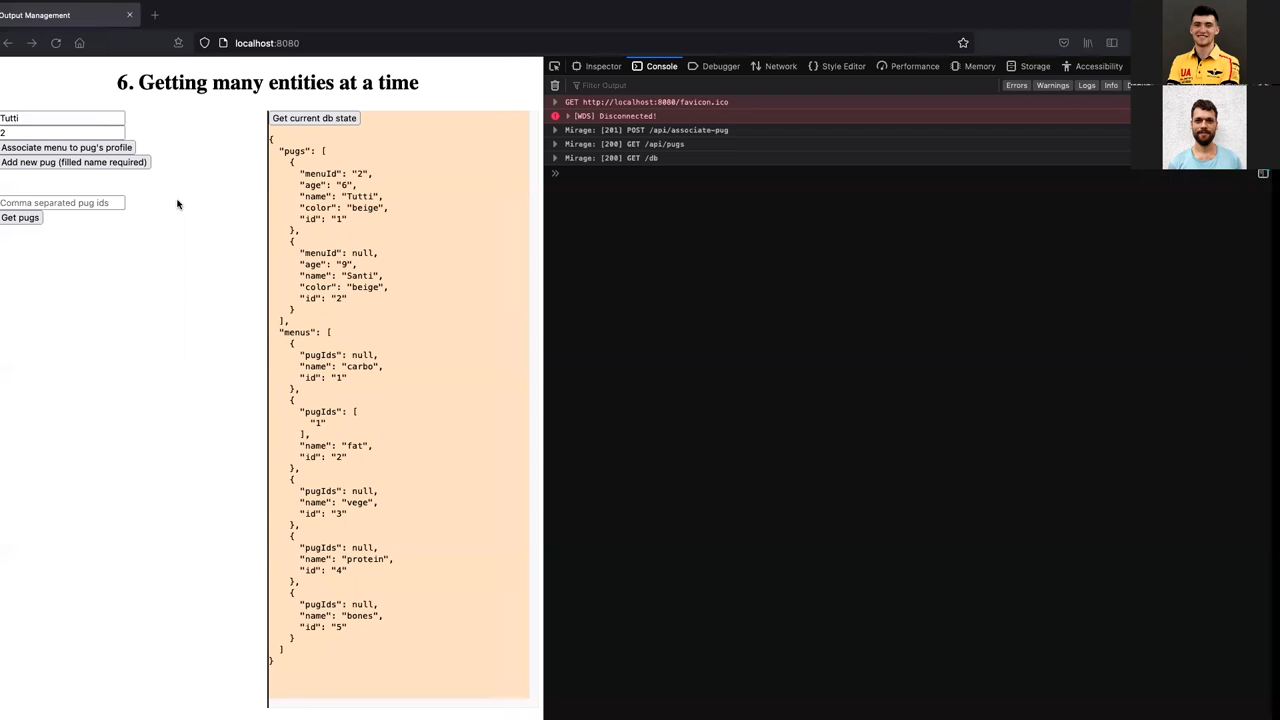 Output Management
localhost:8080
6. Getting many entities at a time
Tutti
2
Associate menu to pug's profile
Add new pug (filled name required)
Comma separated pug ids
Get pugs
Get current db state
{
"pugs": [
{
"menuId": "2",
"age": "6",
"name": "Tutti",
"color": "beige",
"id": "1"
},
{
"menuId": null,
"age": "9",
"name": "Santi",
"color": "beige",
"id": "2"
}
],
"menus": [
{
"pugIds": null,
"name": "carbo",
"id": "1"
},
{
"pugIds": [
"1"
],
"name": "fat",
"id": "2"
},
{
"pugIds": null,
"name": "vege",
"id": "3"
},
{
"pugIds": null,
"name": "protein",
"id": "4"
},
{
"pugIds": null,
"name": "bones",
"id": "5"
}
]
}
Inspector Console Debugger Network Style Editor Performance Memory Storage Accessibility
Filter Output Errors Warnings Logs Info
GET http://localhost:8080/favicon.ico
[WDS] Disconnected!
Mirage: [201] POST /api/associate-pug
Mirage: [200] GET /api/pugs
Mirage: [200] GET /db
UA